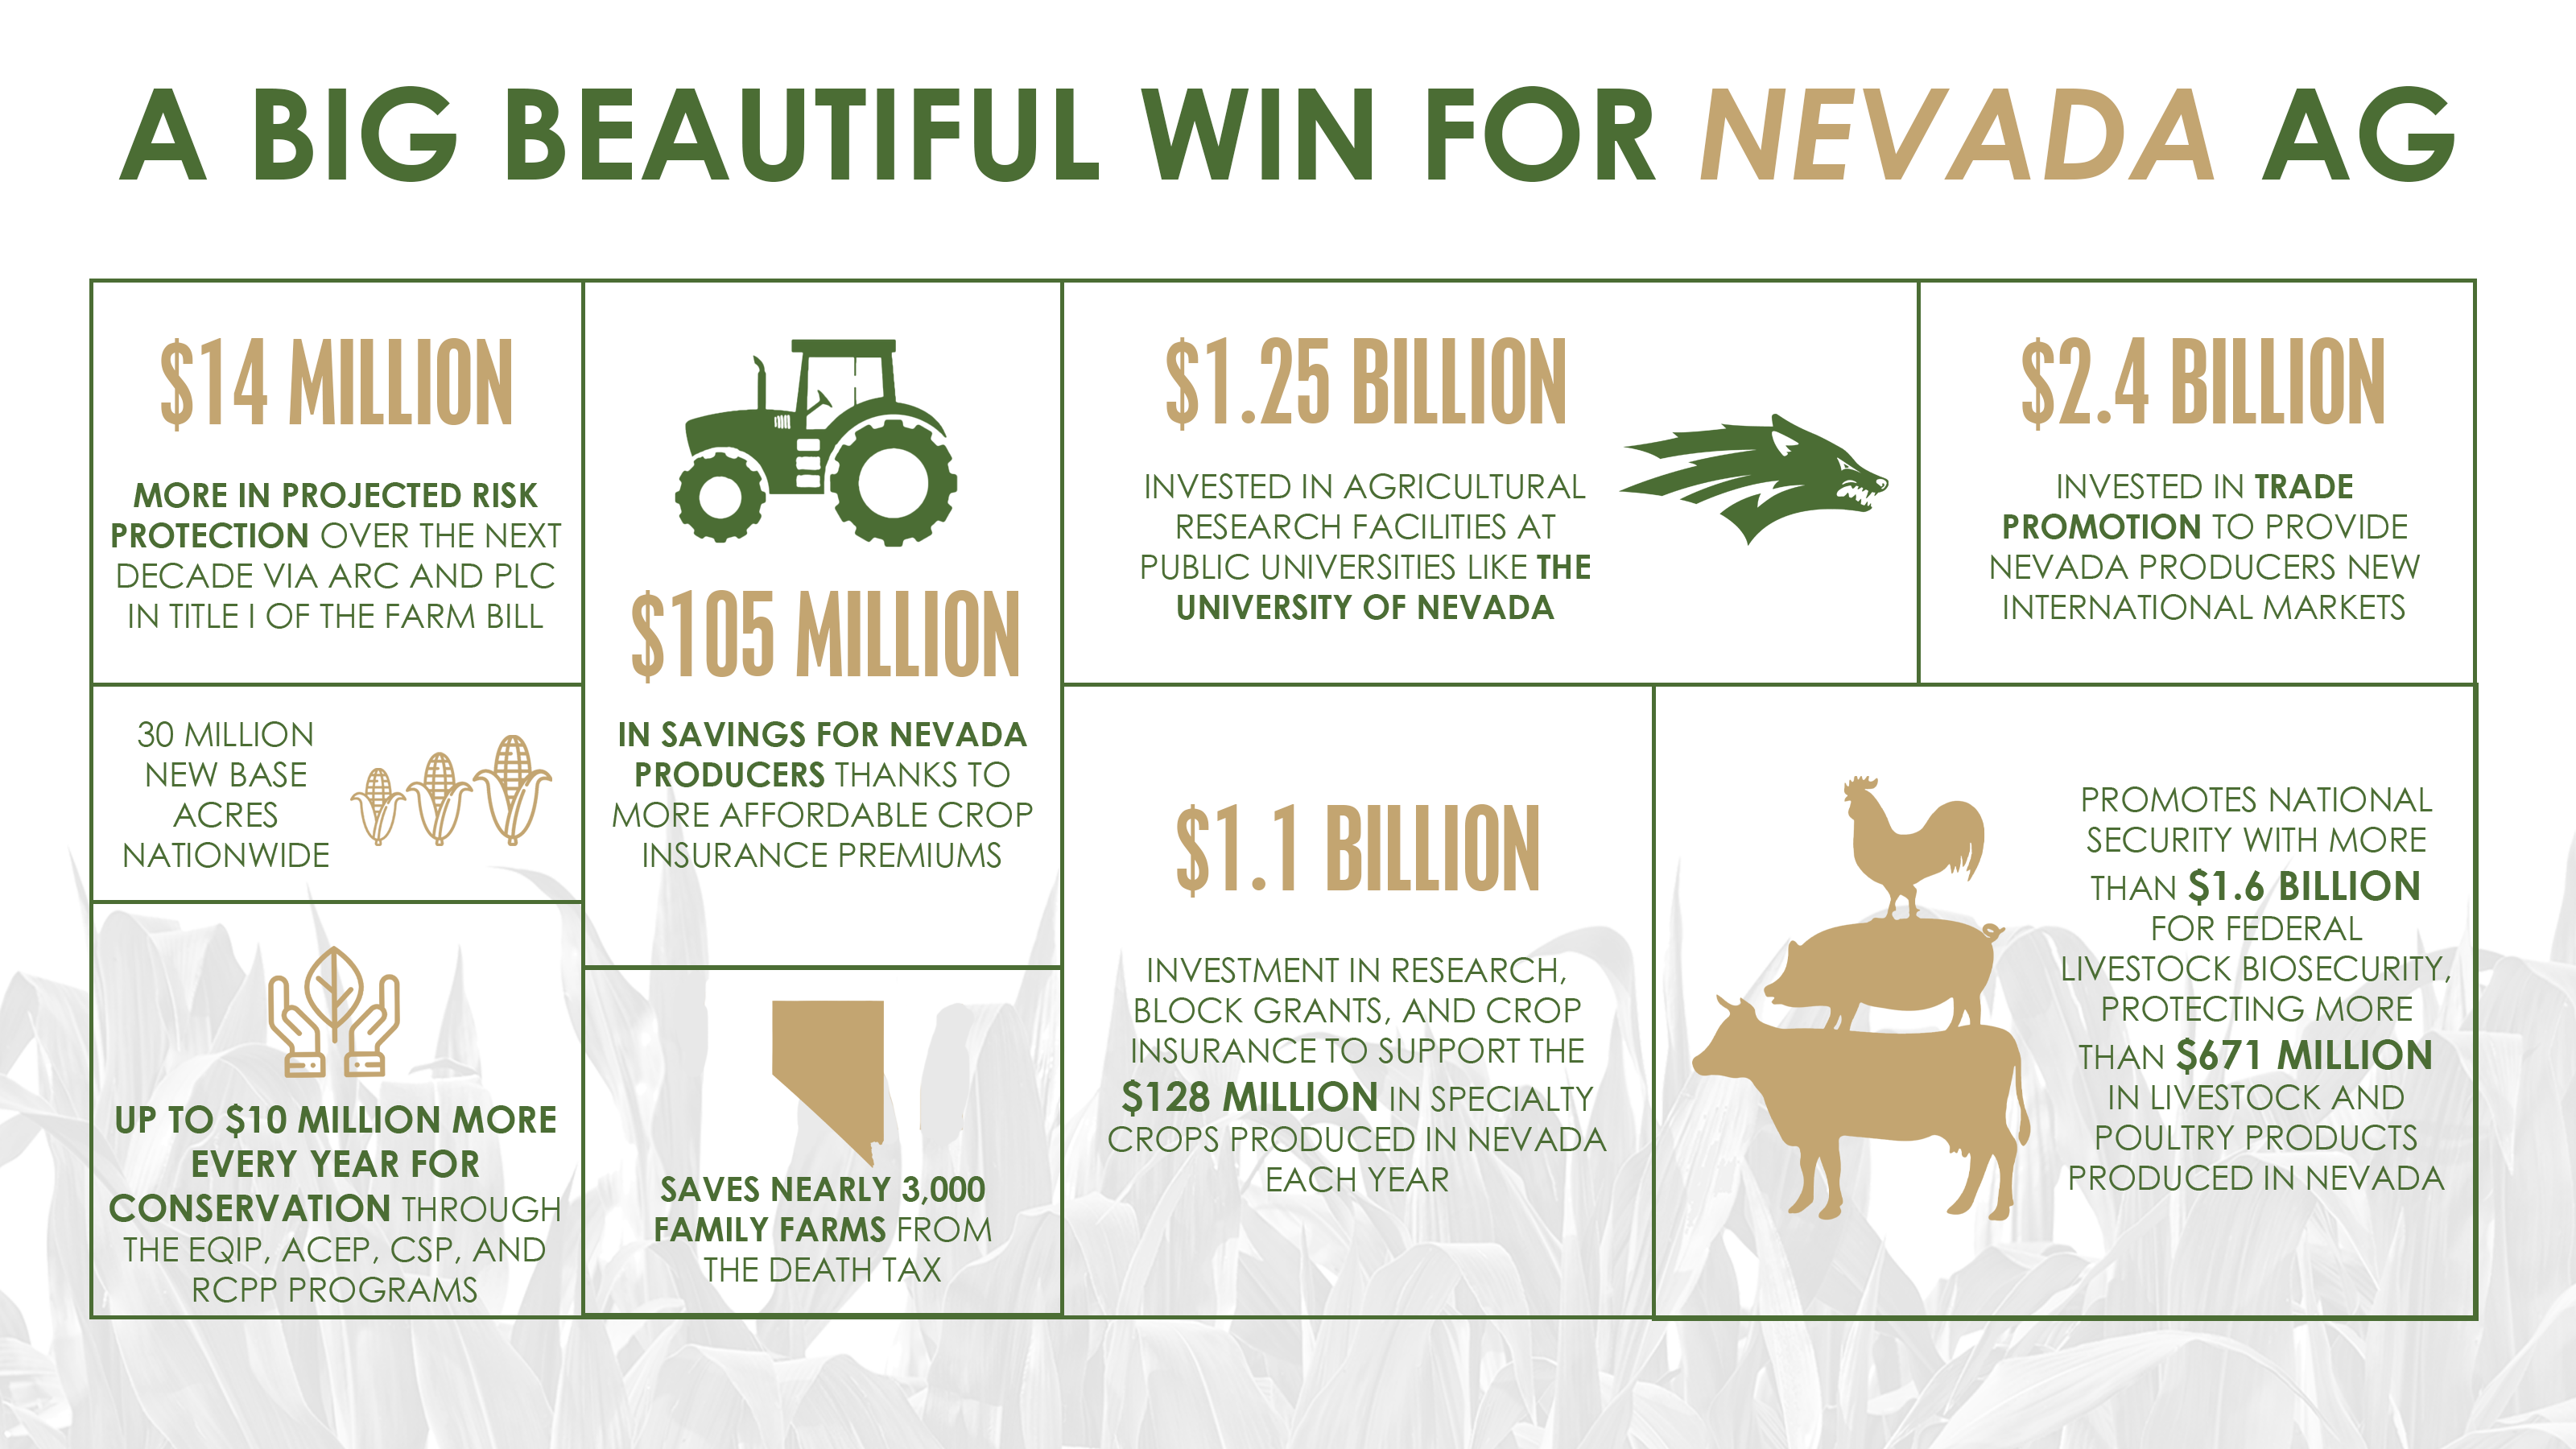 A BIG BEAUTIFUL WIN FOR NEVADA AG
$14 MILLION
MORE IN PROJECTED RISK
PROTECTION OVER THE NEXT
DECADE VIA ARC AND PLC
IN TITLE I OF THE FARM BILL
30 MILLION
NEW BASE
ACRES
NATIONWIDE
UP TO $10 MILLION MORE
EVERY YEAR FOR
CONSERVATION THROUGH
THE EQIP, ACEP, CSP, AND
RCPP PROGRAMS
$105 MILLION
IN SAVINGS FOR NEVADA
PRODUCERS THANKS TO
MORE AFFORDABLE CROP
INSURANCE PREMIUMS
SAVES NEARLY 3,000
FAMILY FARMS FROM
THE DEATH TAX
$1.25 BILLION
INVESTED IN AGRICULTURAL
RESEARCH FACILITIES AT
PUBLIC UNIVERSITIES LIKE THE
UNIVERSITY OF NEVADA
$2.4 BILLION
INVESTED IN TRADE
PROMOTION TO PROVIDE
NEVADA PRODUCERS NEW
INTERNATIONAL MARKETS
$1.1 BILLION
INVESTMENT IN RESEARCH,
BLOCK GRANTS, AND CROP
INSURANCE TO SUPPORT THE
$128 MILLION IN SPECIALTY
CROPS PRODUCED IN NEVADA
EACH YEAR
PROMOTES NATIONAL
SECURITY WITH MORE
THAN $1.6 BILLION
FOR FEDERAL
LIVESTOCK BIOSECURITY,
PROTECTING MORE
THAN $671 MILLION
IN LIVESTOCK AND
POULTRY PRODUCTS
PRODUCED IN NEVADA